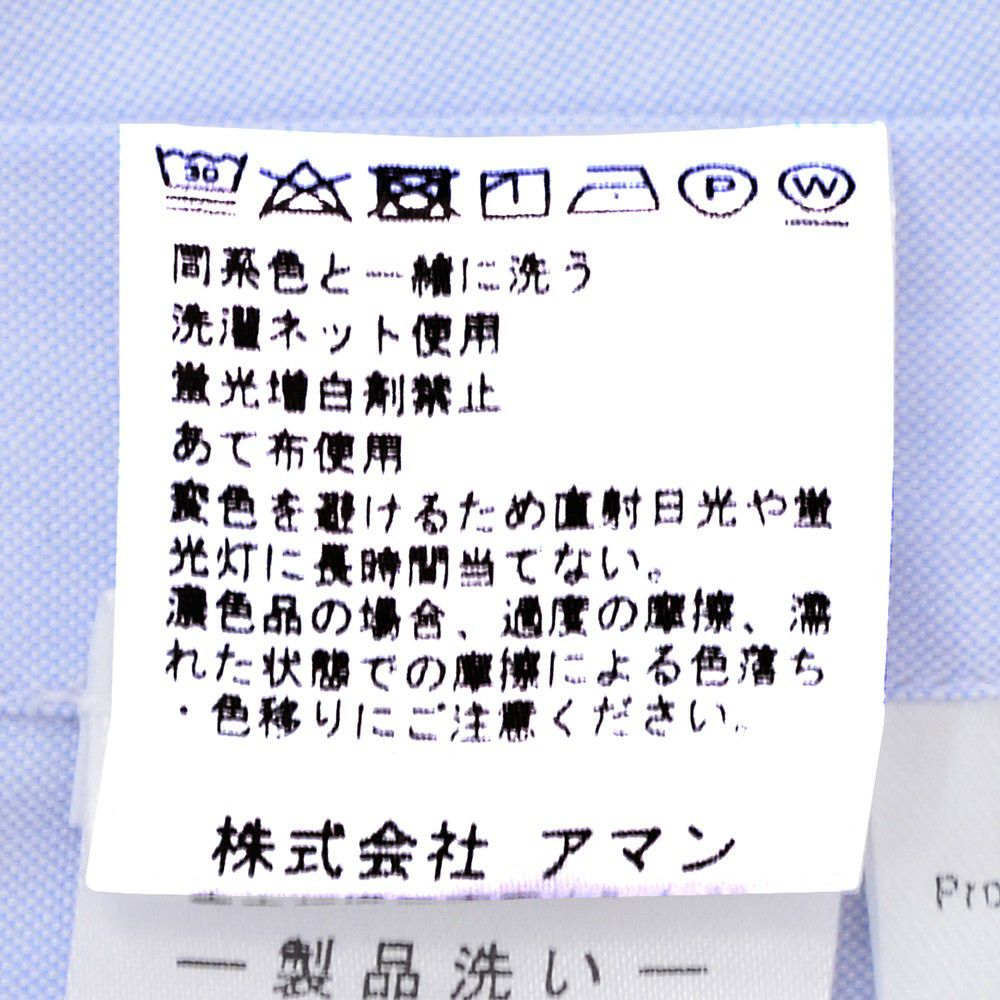 30 P W
同系色と一緒に洗う
洗濯ネット使用
蛍光増白剤禁止
あて布使用
変色を避けるため直射日光や蛍
光灯に長時間当てない。
濃色品の場合、過度の摩擦、濡
れた状態での摩擦による色落ち
・色移りにご注意ください。
株式会社 アマン
― 製品洗い ―
Pro